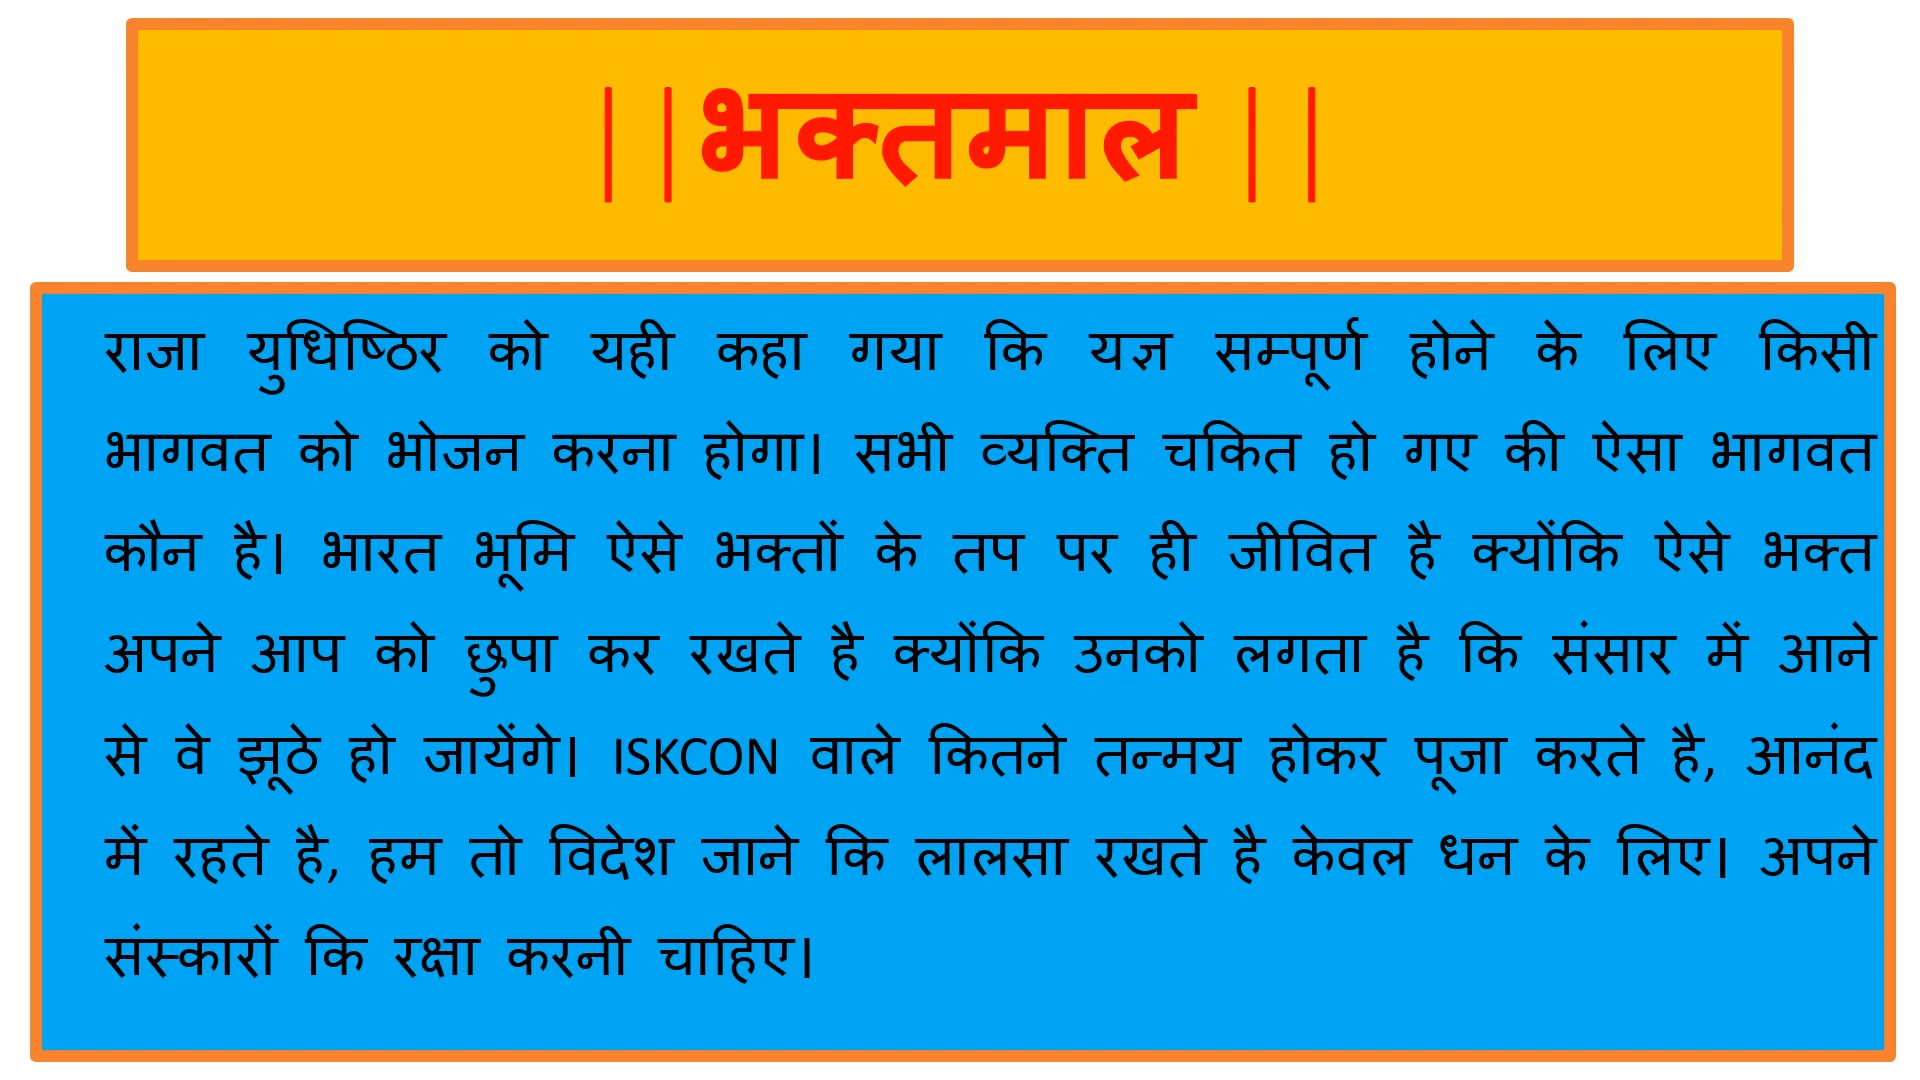 ||भक्तमाल ||
राजा युधिष्ठिर को यही कहा गया कि यज्ञ सम्पूर्ण होने के लिए किसी
भागवत को भोजन करना होगा। सभी व्यक्ति चकित हो गए की ऐसा भागवत
कौन है। भारत भूमि ऐसे भक्तों के तप पर ही जीवित है क्योंकि ऐसे भक्त
अपने आप को छुपा कर रखते है क्योंकि उनको लगता है कि संसार में आने
से वे झूठे हो जायेंगे। ISKCON वाले कितने तन्मय होकर पूजा करते है, आनंद
में रहते है, हम तो विदेश जाने कि लालसा रखते है केवल धन के लिए। अपने
संस्कारों कि रक्षा करनी चाहिए।